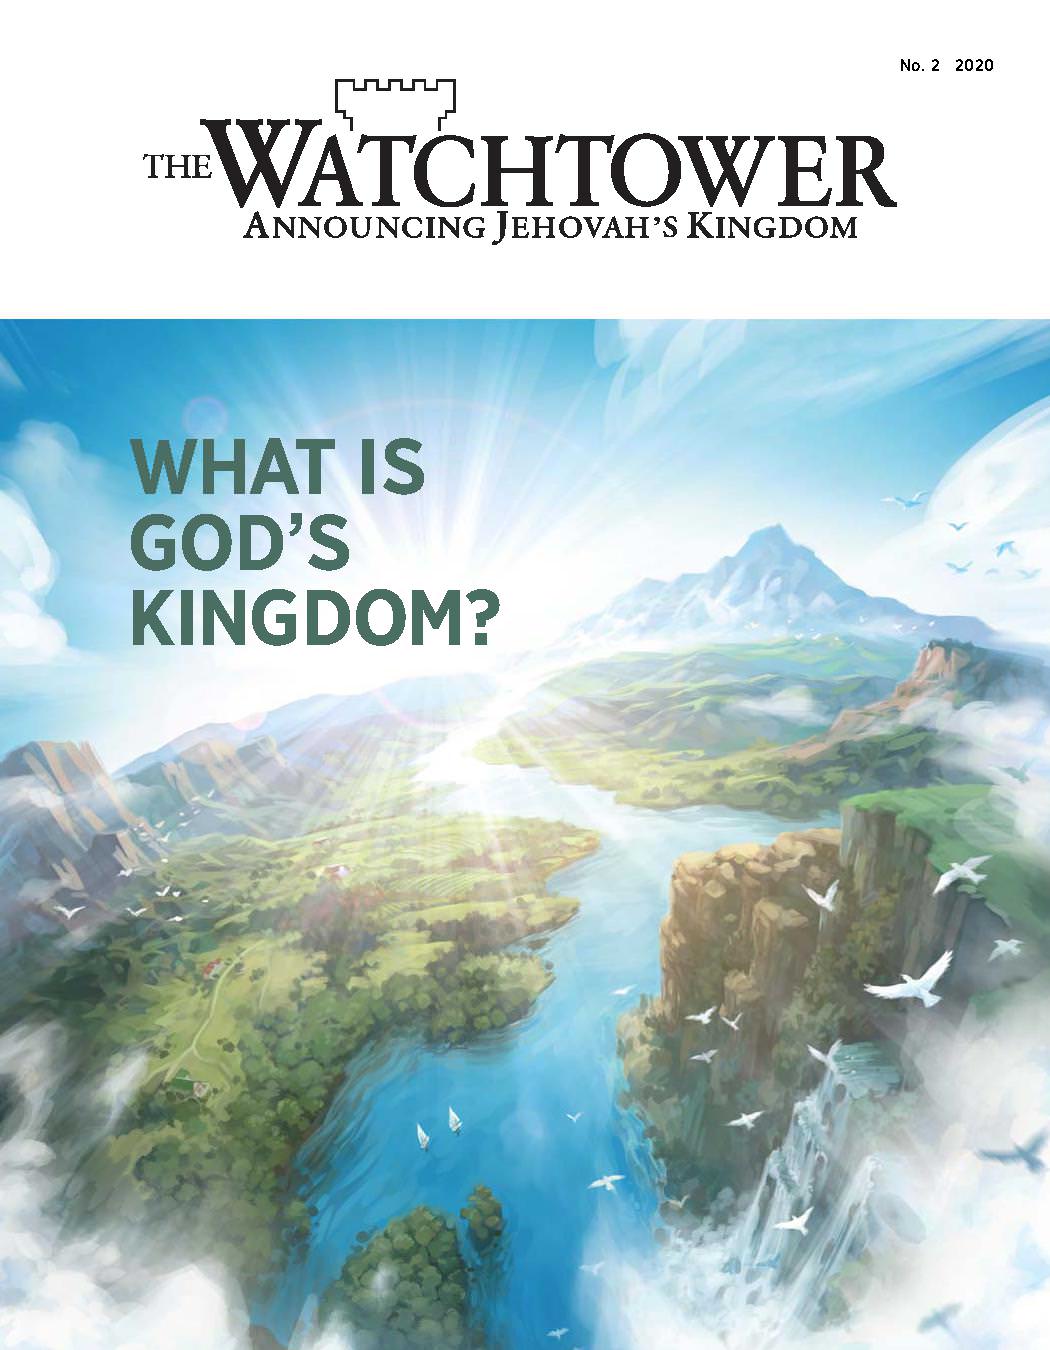 No. 2 2020
THE WATCHTOWER
ANNOUNCING JEHOVAH'S KINGDOM
WHAT IS
GOD'S
KINGDOM?